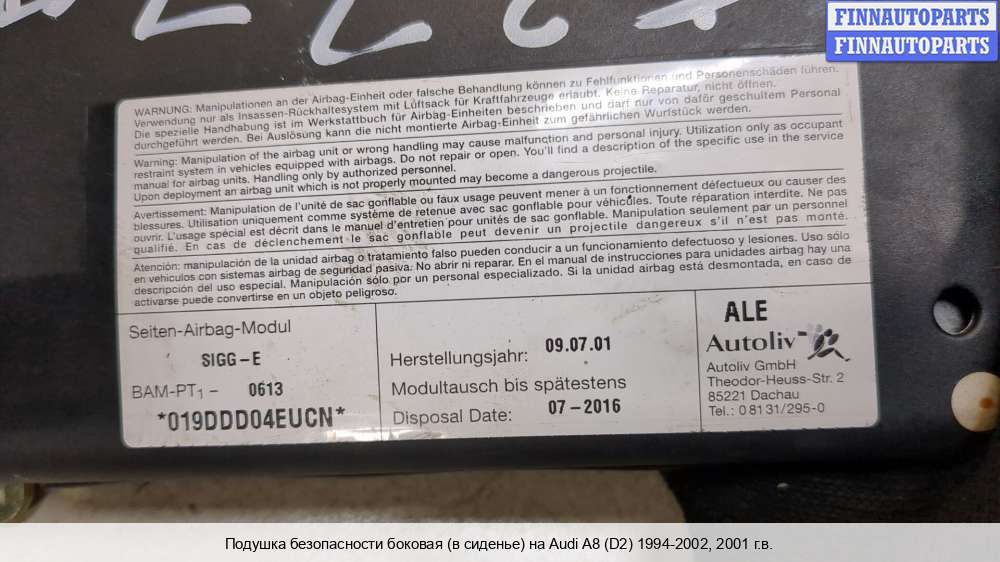 FINNAUTOPARTS
FINNAUTOPARTS
WARNUNG: Manipulationen an der Airbag-Einheit oder falsche Behandlung können zu Fehlfunktionen und Personenschäden führen.
Verwendung nur als Insassen-Rückhaltesystem mit Luftsack für Kraftfahrzeuge erlaubt. Keine Reparatur, nicht öffnen.
Die spezielle Handhabung ist im Werkstattbuch für Airbag-Einheiten beschrieben und darf nur von dafür geschultem Personal
durchgeführt werden. Bei Auslösung kann die nicht montierte Airbag-Einheit zum gefährlichen Wurfstück werden.
Warning: Manipulation of the airbag unit or wrong handling may cause malfunction and personal injury. Utilization only as occupant
restraint system in vehicles equipped with airbags. Do not repair or open. You'll find a description of the specific use in the service
manual for airbag units. Handling only by authorized personnel.
Upon deployment an airbag unit which is not properly mounted may become a dangerous projectile.
Avertissement: Manipulation de l'unité de sac gonflable ou faux usage peuvent mener à un fonctionnement défectueux ou causer des
blessures. Utilisation uniquement comme système de retenue avec sac gonflable pour véhicules. Toute réparation interdite. Ne pas
ouvrir. L'usage spécial est décrit dans le manuel d'entretien pour unités de sac gonflable. Manipulation seulement par un personnel
qualifié. En cas de déclenchement le sac gonflable peut devenir un projectile dangereux s'il n'est pas monté.
Atención: manipulación de la unidad airbag o tratamiento falso pueden conducir a un funcionamiento defectuoso y lesiones. Uso sólo
en vehiculos con sistemas airbag de seguridad pasiva. No abrir ni reparar. En el manual de instrucciones para unidades airbag hay una
descripción del uso especial. Manipulación sólo por un personal especializado. Si la unidad airbag está desmontada, en caso de
activarse puede convertirse en un objeto peligroso.
Seiten-Airbag-Modul
SIGG-E
BAM-PT1- 0613
*019DDD04EUCN*
Herstellungsjahr: 09.07.01
Modultausch bis spätestens
Disposal Date: 07-2016
ALE
Autoliv
Autoliv GmbH
Theodor-Heuss-Str. 2
85221 Dachau
Tel.: 0 81 31/295-0
Подушка безопасности боковая (в сиденье) на Audi A8 (D2) 1994-2002, 2001 г.в.